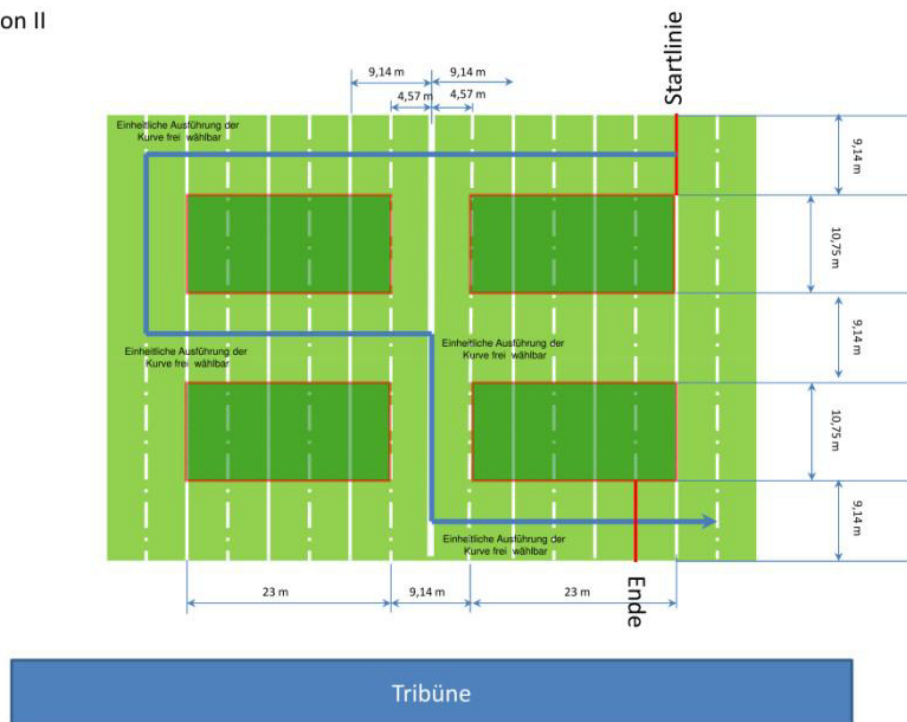 on II
Startlinie
9,14 m
9,14 m
4,57 m
4,57 m
Einheitliche Ausführung der
Kurve frei wählbar
9,14 m
10,75 m
9,14 m
Einheitliche Ausführung der
Kurve frei wählbar
Einheitliche Ausführung der
Kurve frei wählbar
10,75 m
9,14 m
Einheitliche Ausführung der
Kurve frei wählbar
23 m
9,14 m
23 m
Ende
Tribüne